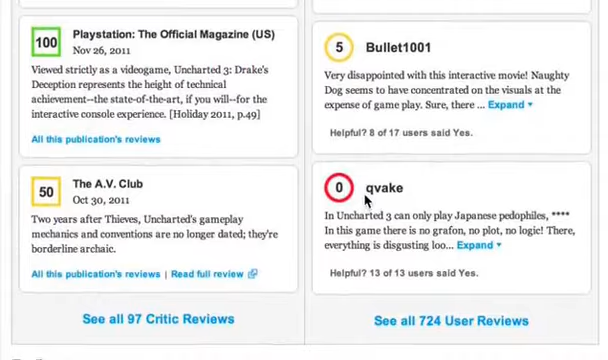 100
Playstation: The Official Magazine (US)
Nov 26, 2011
Viewed strictly as a videogame, Uncharted 3: Drake's
Deception represents the height of technical
achievement--the state-of-the-art, if you will--for the
interactive console experience. [Holiday 2011, p.49]
All this publication's reviews
50
The A.V. Club
Oct 30, 2011
Two years after Thieves, Uncharted's gameplay
mechanics and conventions are no longer dated; they're
borderline archaic.
All this publication's reviews | Read full review
See all 97 Critic Reviews
5
Bullet1001
Very disappointed with this interactive movie! Naughty
Dog seems to have concentrated on the visuals at the
expense of game play. Sure, there ... Expand
Helpful? 8 of 17 users said Yes.
0
qvake
In Uncharted 3 can only play Japanese pedophiles, ****
In this game there is no grafon, no plot, no logic! There,
everything is disgusting loo... Expand
Helpful? 13 of 13 users said Yes.
See all 724 User Reviews